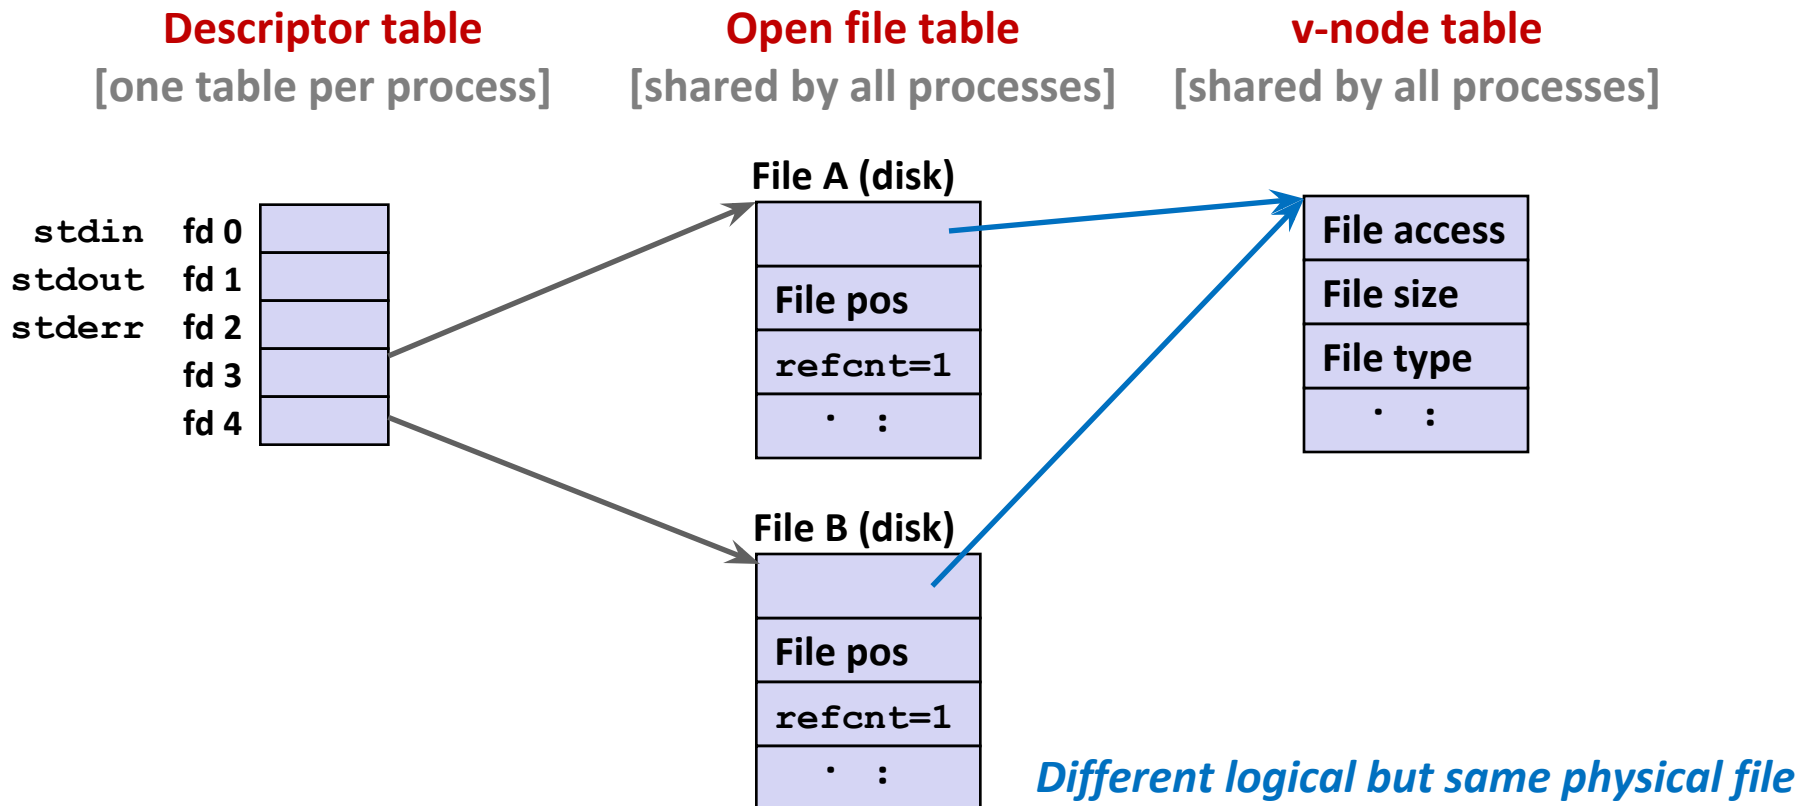 Descriptor table
[one table per process]
Open file table
[shared by all processes]
v-node table
[shared by all processes]
stdin fd 0
stdout fd 1
stderr fd 2
fd 3
fd 4
File A (disk)
File pos
refcnt=1
File B (disk)
File pos
refcnt=1
File access
File size
File type
Different logical but same physical file